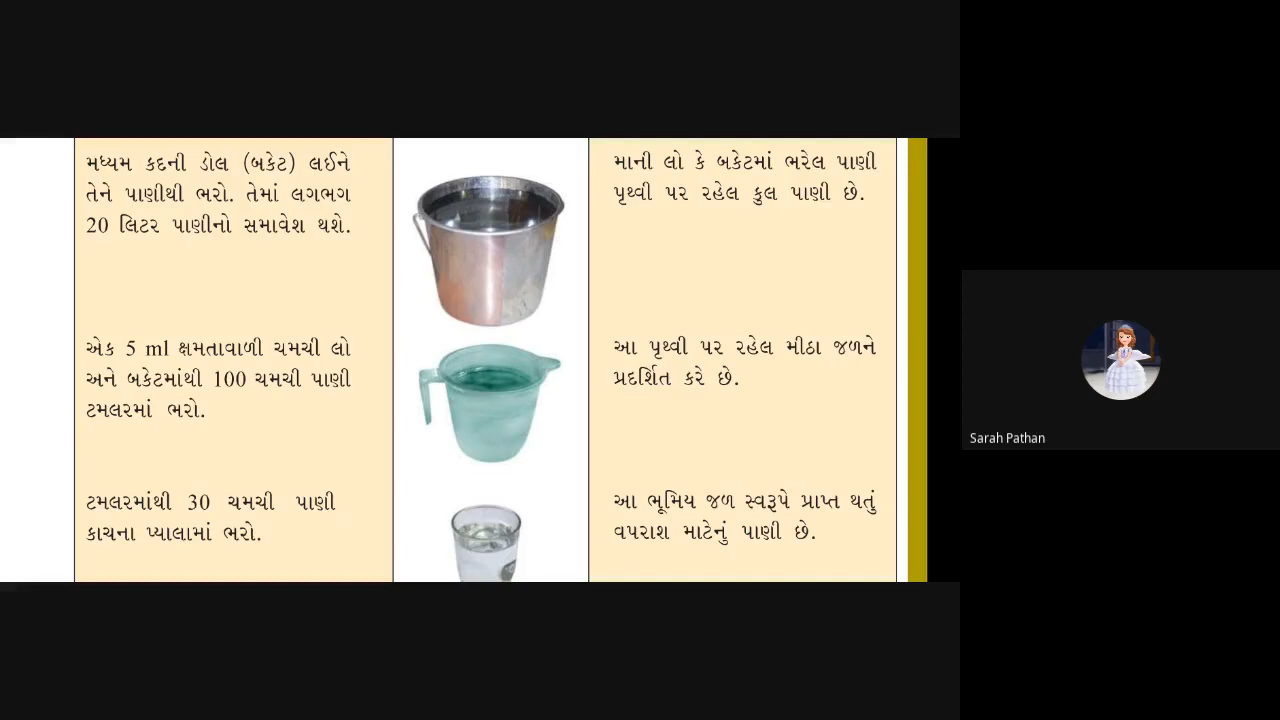 મધ્યમ કદની ડોલ (બકેટ) લઈને
તેને પાણીથી ભરો. તેમાં લગભગ
20 લિટર પાણીનો સમાવેશ થશે.
માની લો કે બકેટમાં ભરેલ પાણી
પૃથ્વી પર રહેલ કુલ પાણી છે.
એક 5 ml ક્ષમતાવાળી ચમચી લો
અને બકેટમાંથી 100 ચમચી પાણી
ટમલરમાં ભરો.
આ પૃથ્વી પર રહેલ મીઠા જળને
પ્રદર્શિત કરે છે.
ટમલરમાંથી 30 ચમચી પાણી
કાચના પ્યાલામાં ભરો.
આ ભૂમિય જળ સ્વરૂપે પ્રાપ્ત થતું
વપરાશ માટેનું પાણી છે.
Sarah Pathan